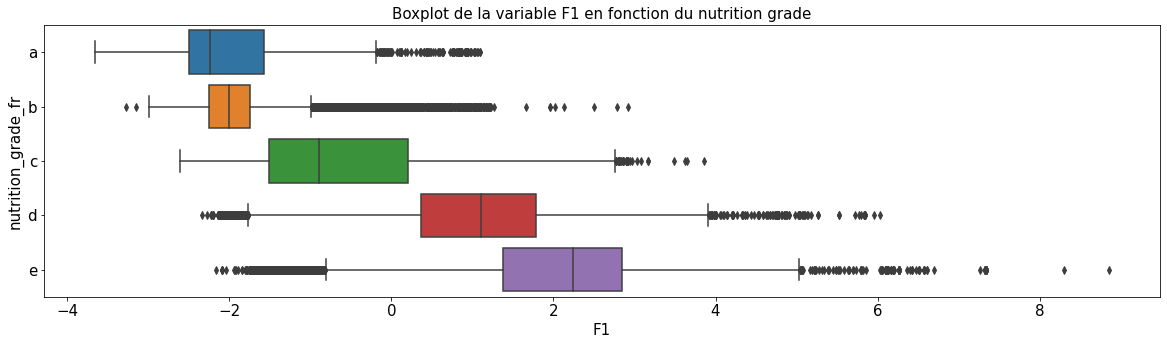 Boxplot de la variable F1 en fonction du nutrition grade
nutrition_grade_fr
a
b
c
d
e
−4 −2 0 2 4 6 8
F1